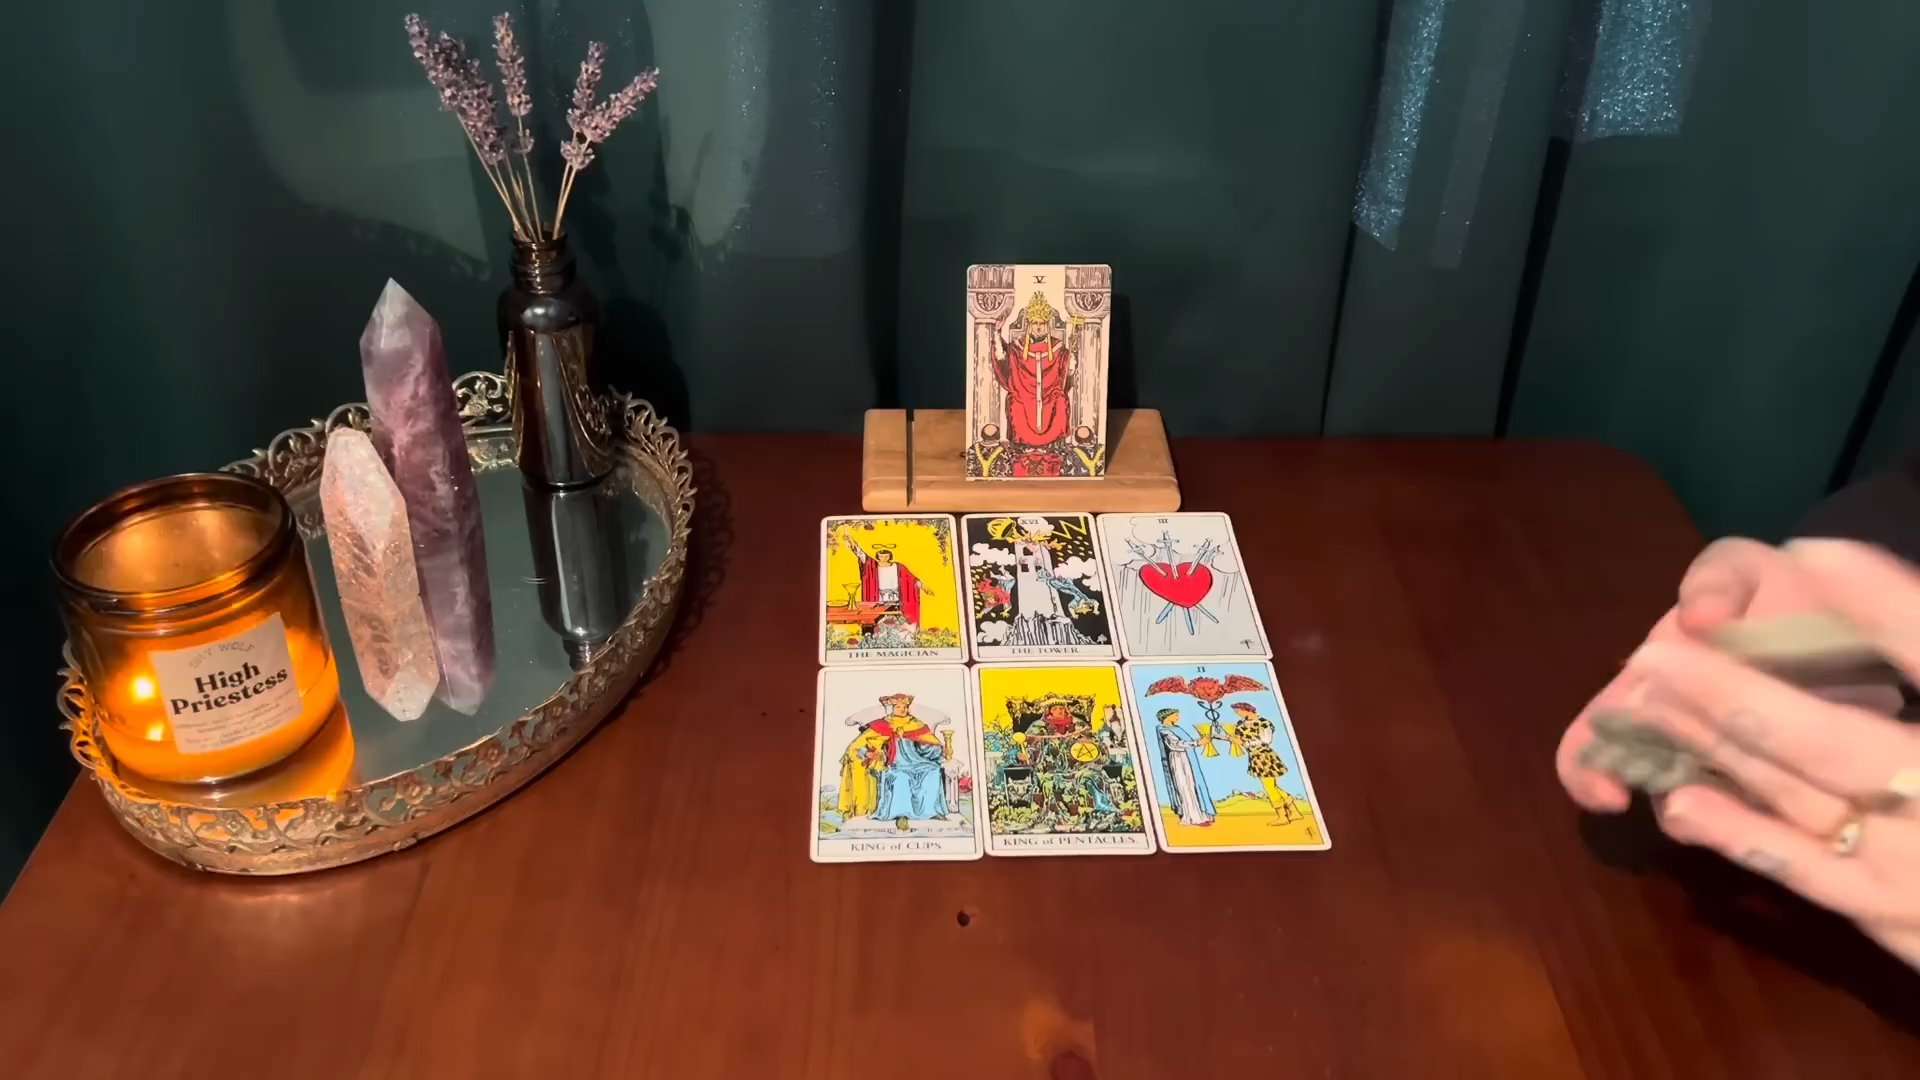 V
I
THE MAGICIAN
XVI
THE TOWER
III
KING of CUPS
KING of PENTACLES.
II
High
Priestess